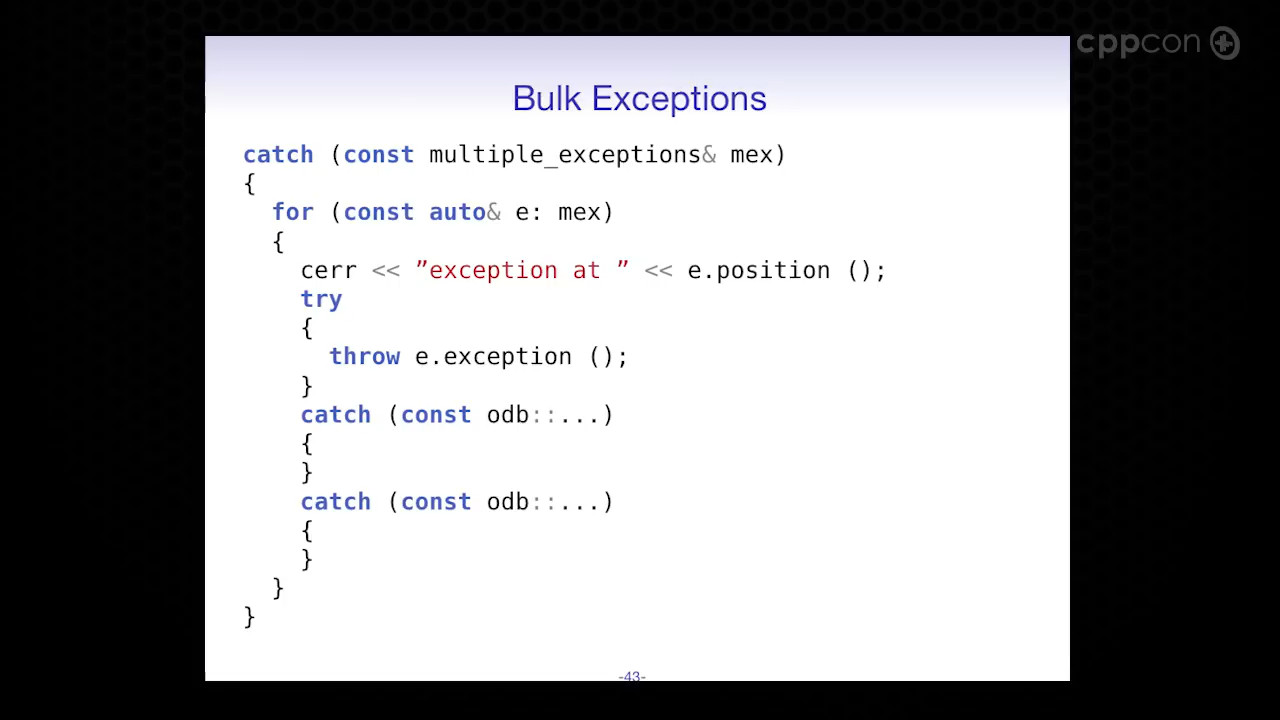 cppcon
Bulk Exceptions
catch (const multiple_exceptions& mex)
{
  for (const auto& e: mex)
  {
    cerr << ”exception at ” << e.position ();
    try
    {
      throw e.exception ();
    }
    catch (const odb::...)
    {
    }
    catch (const odb::...)
    {
    }
  }
}
-43-